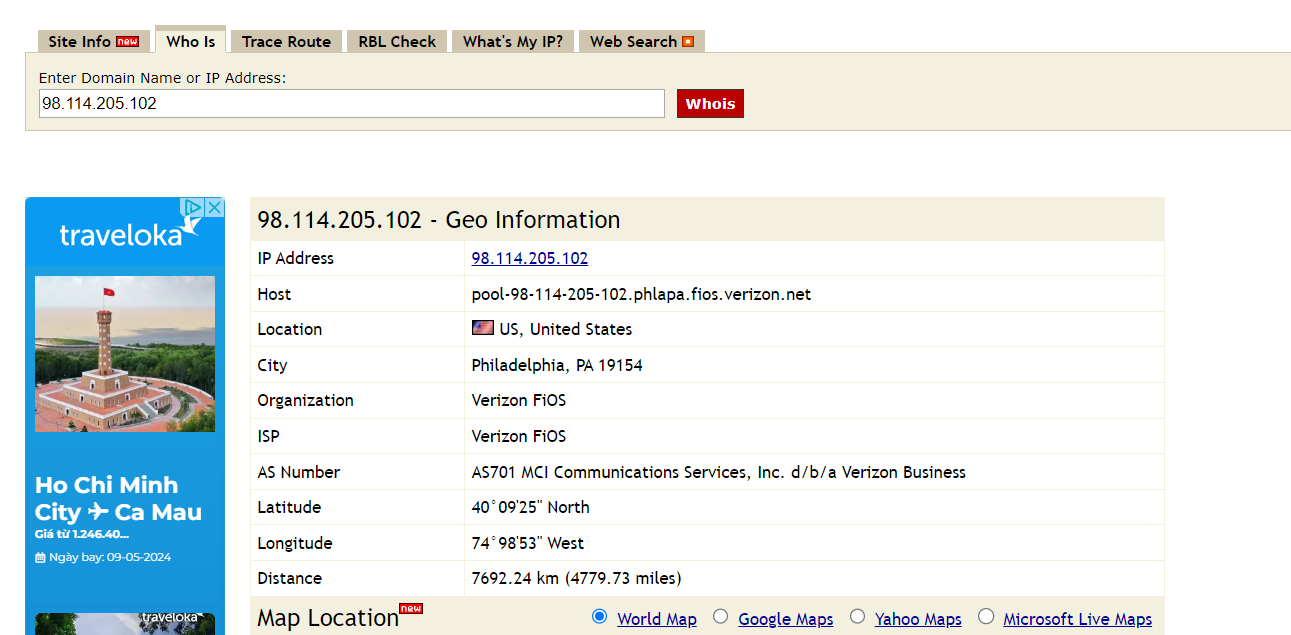 Site Info new Who Is Trace Route RBL Check What's My IP? Web Search
Enter Domain Name or IP Address:
98.114.205.102 Whois
traveloka
Ho Chi Minh
City ✈ Ca Mau
Giá từ 1.246.40...
Ngày bay: 09-05-2024
traveloka
98.114.205.102 - Geo Information
IP Address 98.114.205.102
Host pool-98-114-205-102.phlapa.fios.verizon.net
Location US, United States
City Philadelphia, PA 19154
Organization Verizon FiOS
ISP Verizon FiOS
AS Number AS701 MCI Communications Services, Inc. d/b/a Verizon Business
Latitude 40°09'25" North
Longitude 74°98'53" West
Distance 7692.24 km (4779.73 miles)
Map Location new World Map Google Maps Yahoo Maps Microsoft Live Maps